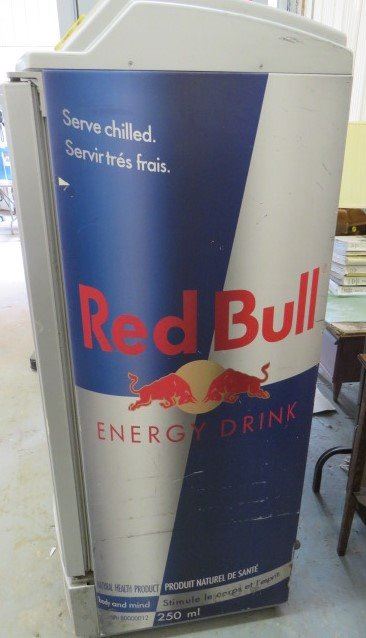 Serve chilled.
Servir trés frais.
Red Bull
ENERGY DRINK
NATURAL HEALTH PRODUCT PRODUIT NATUREL DE SANTÉ
body and mind Stimule le corps et l'esprit
80000012 250 ml